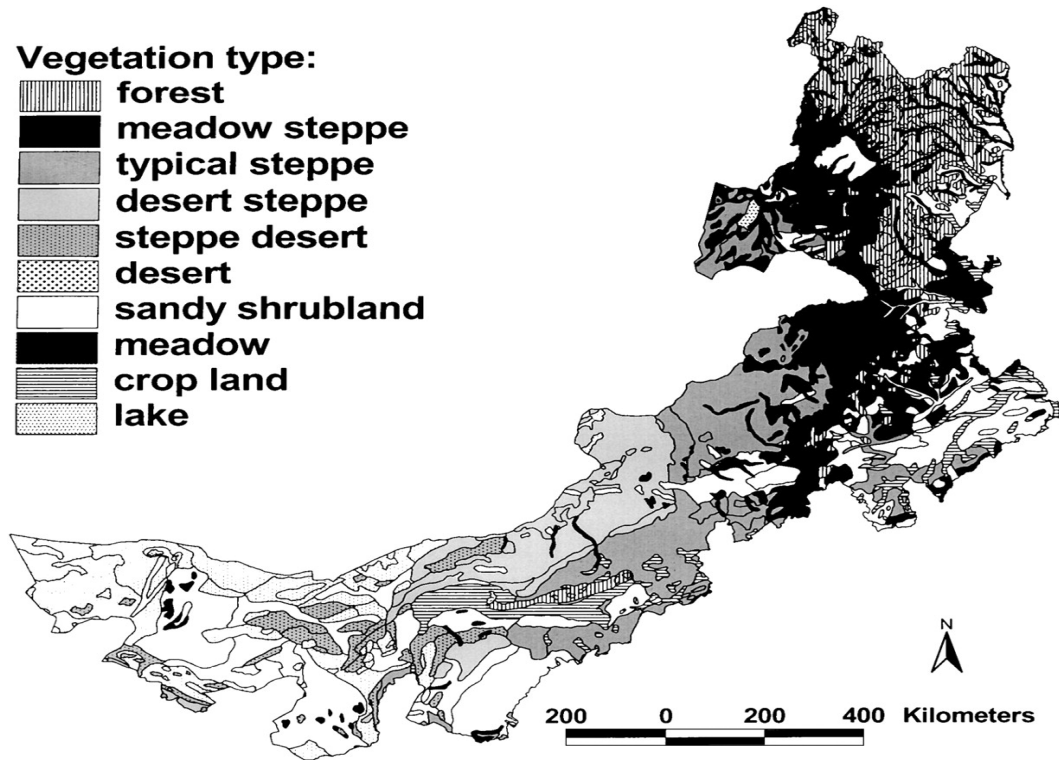 Vegetation type:
forest
meadow steppe
typical steppe
desert steppe
steppe desert
desert
sandy shrubland
meadow
crop land
lake
N
200 0 200 400 Kilometers